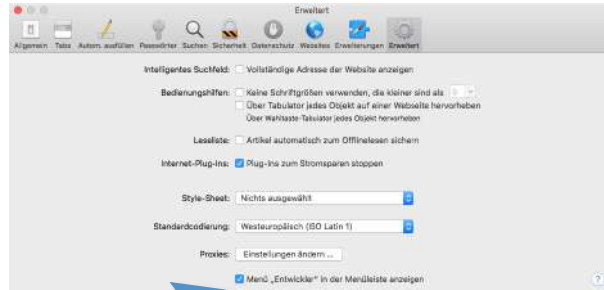 Erweitert
Allgemein Tabs Autom. ausfüllen Passwörter Suchen Sicherheit Datenschutz Websites Erweiterungen Erweitert
Intelligentes Suchfeld: Vollständige Adresse der Website anzeigen
Bedienungshilfen: Keine Schriftgrößen verwenden, die kleiner sind als 9
Über Tabulator jedes Objekt auf einer Webseite hervorheben
Über Wahltaste-Tabulator jedes Objekt hervorheben
Leseliste: Artikel automatisch zum Offlinelesen sichern
Internet-Plug-Ins: Plug-Ins zum Stromsparen stoppen
Style-Sheet: Nichts ausgewählt
Standardcodierung: Westeuropäisch (ISO Latin 1)
Proxies: Einstellungen ändern ...
Menü „Entwickler“ in der Menüleiste anzeigen
?